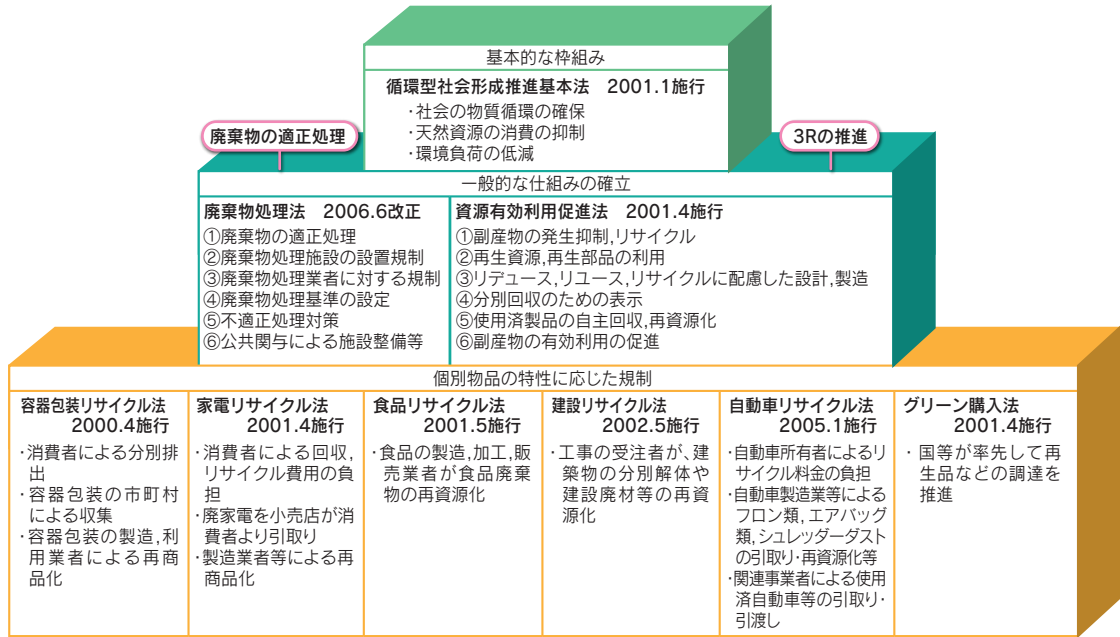 基本的な枠組み
循環型社会形成推進基本法　2001.1施行
・社会の物質循環の確保
・天然資源の消費の抑制
・環境負荷の低減
廃棄物の適正処理
3Rの推進
一般的な仕組みの確立
廃棄物処理法　2006.6改正
①廃棄物の適正処理
②廃棄物処理施設の設置規制
③廃棄物処理業者に対する規制
④廃棄物処理基準の設定
⑤不適正処理対策
⑥公共関与による施設整備等
資源有効利用促進法　2001.4施行
①副産物の発生抑制,リサイクル
②再生資源,再生部品の利用
③リデュース,リユース,リサイクルに配慮した設計,製造
④分別回収のための表示
⑤使用済製品の自主回収,再資源化
⑥副産物の有効利用の促進
個別物品の特性に応じた規制
容器包装リサイクル法
2000.4施行
・消費者による分別排
出
・容器包装の市町村
による収集
・容器包装の製造,利
用業者による再商
品化
家電リサイクル法
2001.4施行
・消費者による回収,
リサイクル費用の負
担
・廃家電を小売店が消
費者より引取り
・製造業者等による再
商品化
食品リサイクル法
2001.5施行
・食品の製造,加工,販
売業者が食品廃棄
物の再資源化
建設リサイクル法
2002.5施行
・工事の受注者が、建
築物の分別解体や
建設廃材等の再資
源化
自動車リサイクル法
2005.1施行
・自動車所有者によるリ
サイクル料金の負担
・自動車製造業等による
フロン類,エアバッグ
類,シュレッダーダスト
の引取り・再資源化等
・関連事業者による使用
済自動車等の引取り・
引渡し
グリーン購入法
2001.4施行
・国等が率先して再
生品などの調達を
推進